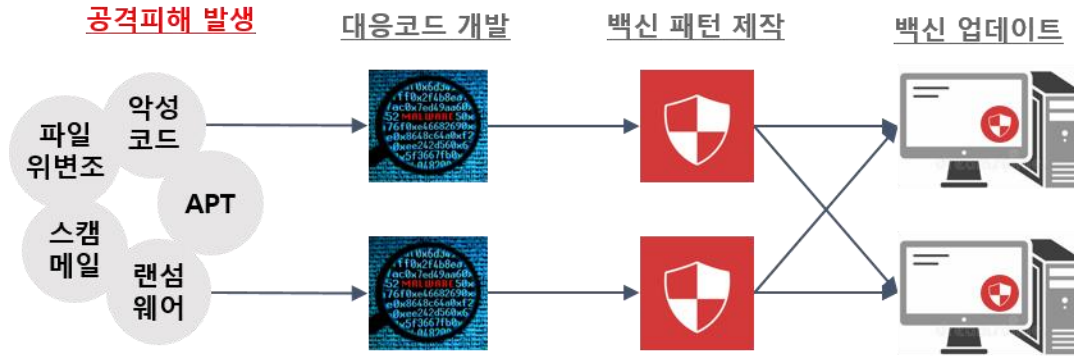 공격피해 발생
대응코드 개발
백신 패턴 제작
백신 업데이트
악성
코드
파일
위변조
APT
스캠
메일
랜섬
웨어
MALWARE
MALWARE